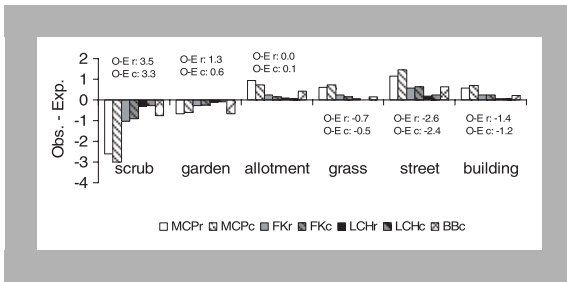 O-E r: 3.5
O-E c: 3.3
O-E r: 1.3
O-E c: 0.6
O-E r: 0.0
O-E c: 0.1
2
1
0
-1
-2
-3
-4
Obs. - Exp.
O-E r: -0.7
O-E c: -0.5
O-E r: -2.6
O-E c: -2.4
O-E r: -1.4
O-E c: -1.2
scrub garden allotment grass street building
MCPr MCPc FKr FKc LCHr LCHc BBc